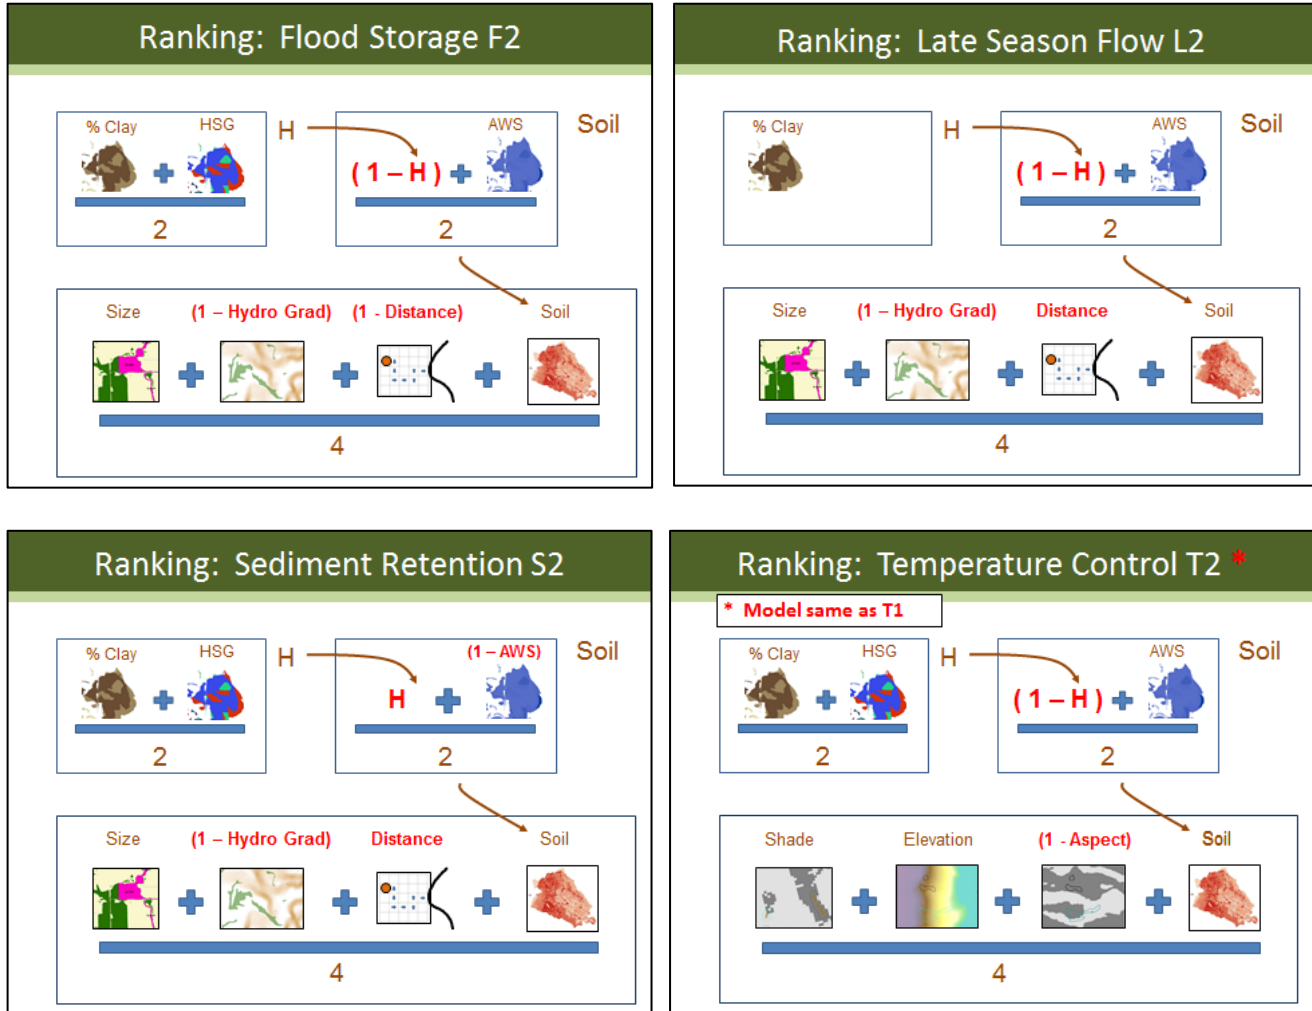 Ranking: Flood Storage F2
% Clay HSG H AWS Soil
( 1 – H )
2 2
Size (1 – Hydro Grad) (1 - Distance) Soil
4
Ranking: Late Season Flow L2
% Clay H AWS Soil
( 1 – H )
2
Size (1 – Hydro Grad) Distance Soil
4
Ranking: Sediment Retention S2
% Clay HSG H (1 – AWS) Soil
H
2 2
Size (1 – Hydro Grad) Distance Soil
4
Ranking: Temperature Control T2 *
* Model same as T1
% Clay HSG H AWS Soil
( 1 – H )
2 2
Shade Elevation (1 - Aspect) Soil
4